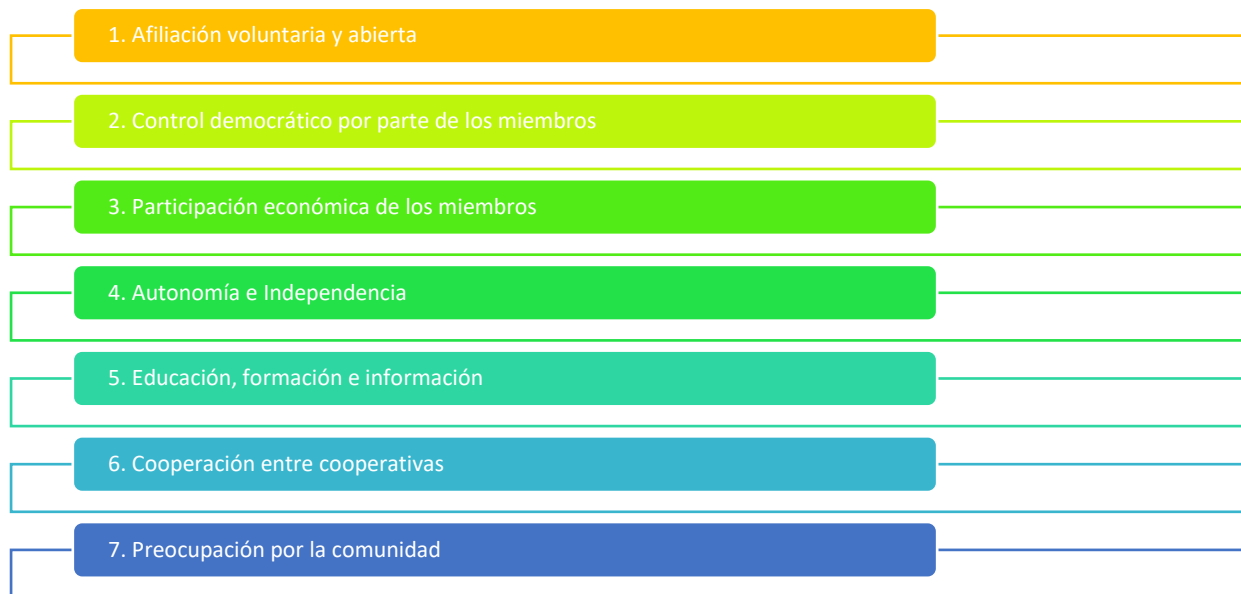 1. Afiliación voluntaria y abierta
2. Control democrático por parte de los miembros
3. Participación económica de los miembros
4. Autonomía e Independencia
5. Educación, formación e información
6. Cooperación entre cooperativas
7. Preocupación por la comunidad